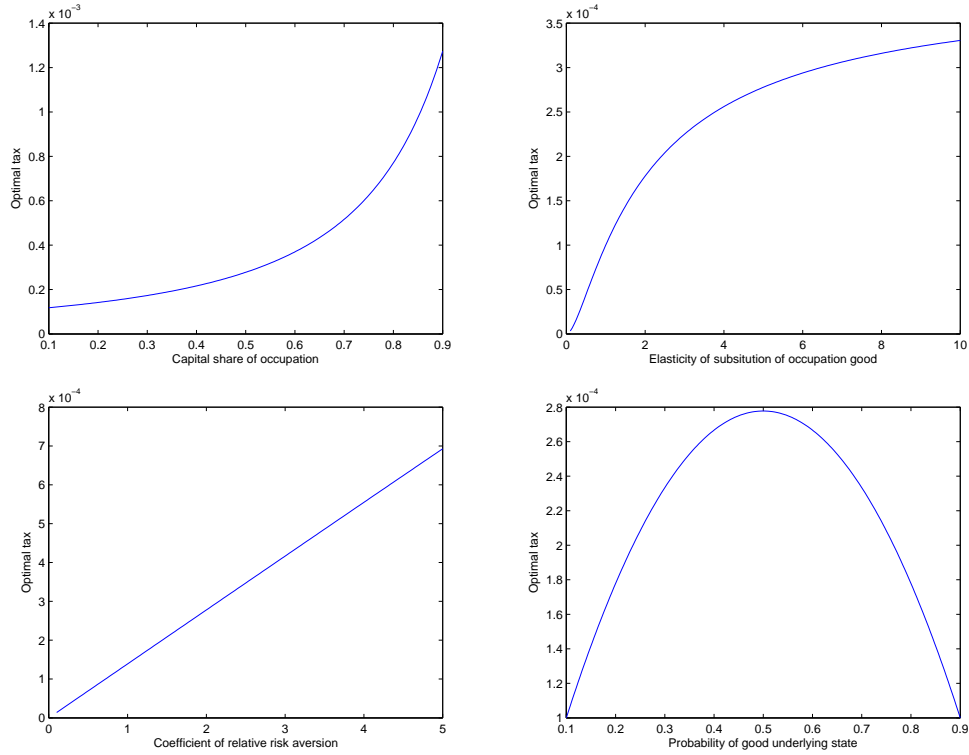 x 10⁻³
1.4
1.2
1
0.8
0.6
0.4
0.2
0
Optimal tax
0.1 0.2 0.3 0.4 0.5 0.6 0.7 0.8 0.9
Capital share of occupation
x 10⁻⁴
3.5
3
2.5
2
1.5
1
0.5
0
Optimal tax
0 2 4 6 8 10
Elasticity of subsitution of occupation good
x 10⁻⁴
8
7
6
5
4
3
2
1
0
Optimal tax
0 1 2 3 4 5
Coefficient of relative risk aversion
x 10⁻⁴
2.8
2.6
2.4
2.2
2
1.8
1.6
1.4
1.2
1
Optimal tax
0.1 0.2 0.3 0.4 0.5 0.6 0.7 0.8 0.9
Probability of good underlying state